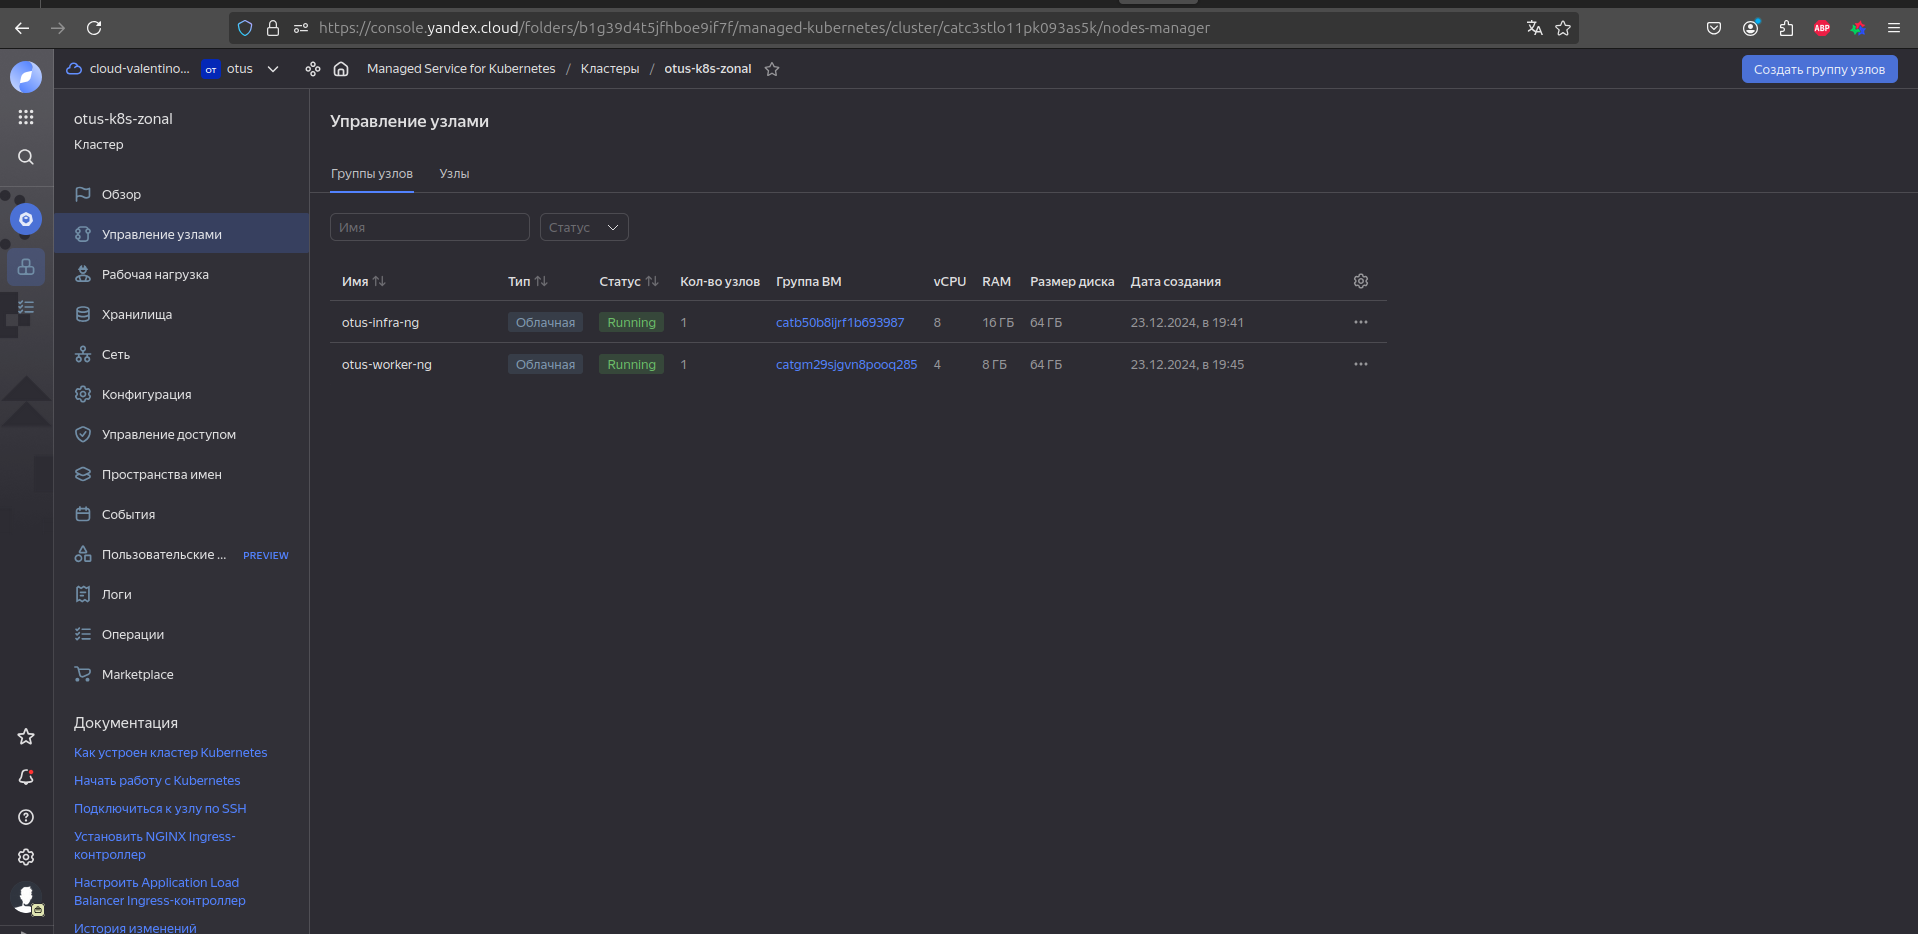 https://console.yandex.cloud/folders/b1g39d4t5jfhboe9if7f/managed-kubernetes/cluster/catc3stlo11pk093as5k/nodes-manager
ABP
cloud-valentino...
OT
otus
Managed Service for Kubernetes / Кластеры / otus-k8s-zonal
Создать группу узлов
otus-k8s-zonal
Кластер
Обзор
Управление узлами
Рабочая нагрузка
Хранилища
Сеть
Конфигурация
Управление доступом
Пространства имен
События
Пользовательские ... PREVIEW
Логи
Операции
Marketplace
Документация
Как устроен кластер Kubernetes
Начать работу с Kubernetes
Подключиться к узлу по SSH
Установить NGINX Ingress-
контроллер
Настроить Application Load
Balancer Ingress-контроллер
История изменений
Управление узлами
Группы узлов Узлы
Имя Статус
Имя Тип Статус Кол-во узлов Группа ВМ vCPU RAM Размер диска Дата создания
otus-infra-ng Облачная Running 1 catb50b8ijrf1b693987 8 16 ГБ 64 ГБ 23.12.2024, в 19:41
otus-worker-ng Облачная Running 1 catgm29sjgvn8pooq285 4 8 ГБ 64 ГБ 23.12.2024, в 19:45